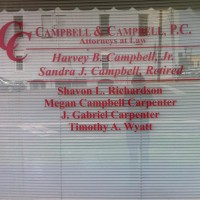 CC CAMPBELL & CAMPBELL, P.C.
Attorneys at Law
Harvey B. Campbell, Jr.
Sandra J. Campbell, Retired
Shavon L. Richardson
Megan Campbell Carpenter
J. Gabriel Carpenter
Timothy A. Wyatt